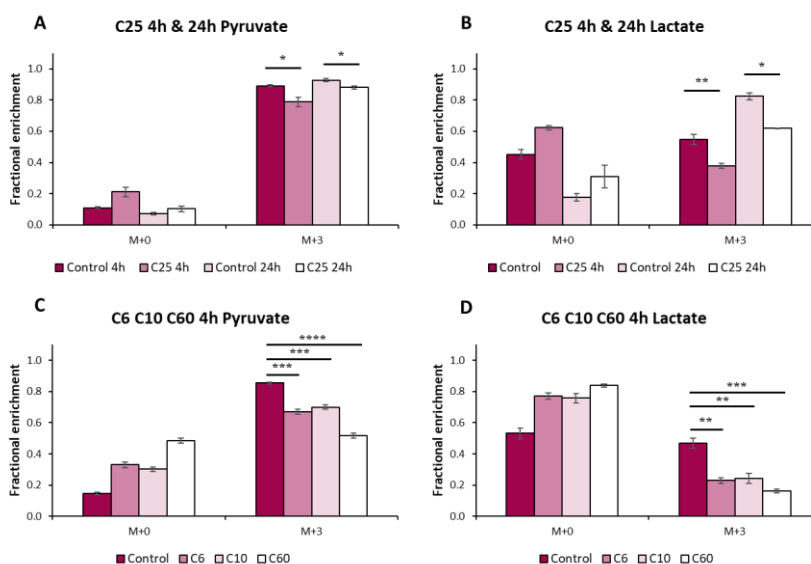 A
C25 4h & 24h Pyruvate
Fractional enrichment
1.0
0.8
0.6
0.4
0.2
0.0
* *
M+0 M+3
Control 4h C25 4h Control 24h C25 24h
B
C25 4h & 24h Lactate
Fractional enrichment
1.0
0.8
0.6
0.4
0.2
0.0
** *
M+0 M+3
Control C25 4h Control 24h C25 24h
C
C6 C10 C60 4h Pyruvate
Fractional enrichment
1.0
0.8
0.6
0.4
0.2
0.0
****
***
***
M+0 M+3
Control C6 C10 C60
D
C6 C10 C60 4h Lactate
Fractional enrichment
1.0
0.8
0.6
0.4
0.2
0.0
***
**
**
M+0 M+3
Control C6 C10 C60